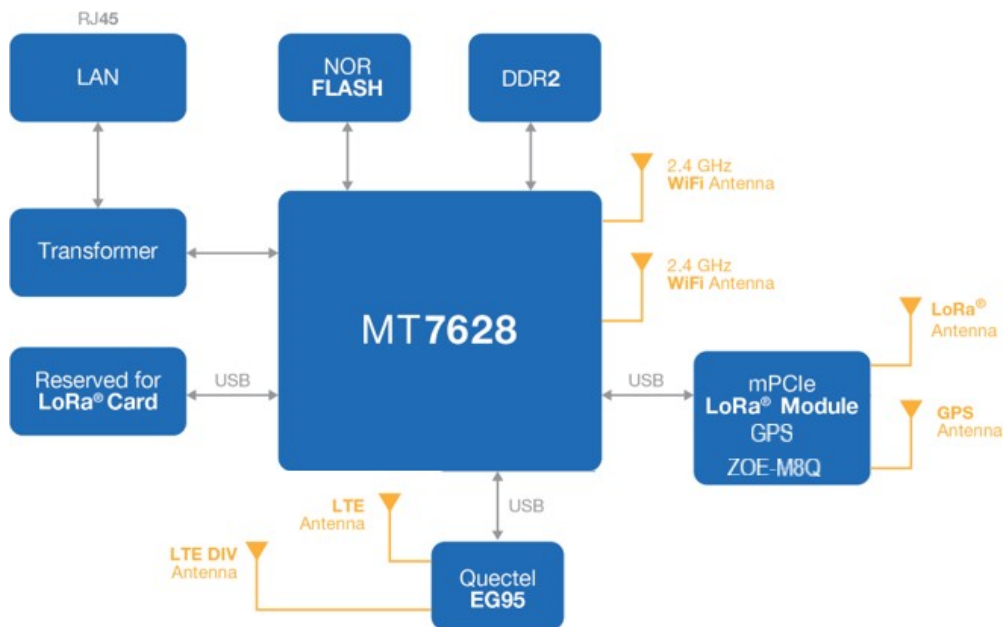 RJ45
LAN
NOR
FLASH
DDR2
2.4 GHz
WiFi Antenna
Transformer
2.4 GHz
WiFi Antenna
MT7628
LoRa®
Antenna
Reserved for
LoRa® Card
USB
USB
mPCIe
LoRa® Module
GPS
ZOE-M8Q
GPS
Antenna
USB
LTE
Antenna
LTE DIV
Antenna
Quectel
EG95